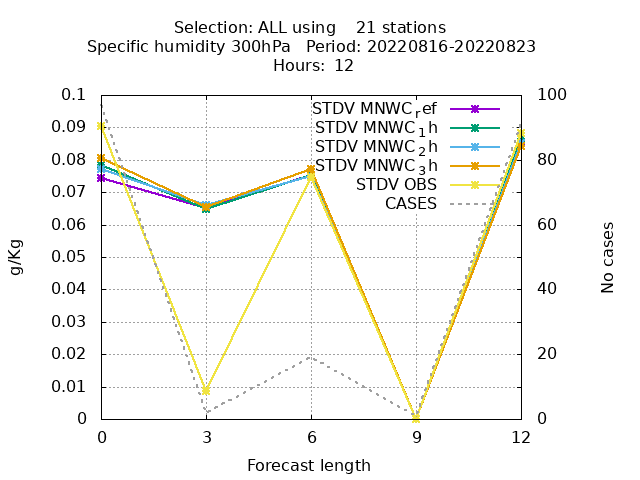 Selection: ALL using 21 stations
Specific humidity 300hPa Period: 20220816-20220823
Hours: 12
0.1
0.09
0.08
0.07
0.06
0.05
0.04
0.03
0.02
0.01
0
g/Kg
100
80
60
40
20
0
No cases
STDV MNWC_ref
STDV MNWC_1h
STDV MNWC_2h
STDV MNWC_3h
STDV OBS
CASES
0 3 6 9 12
Forecast length